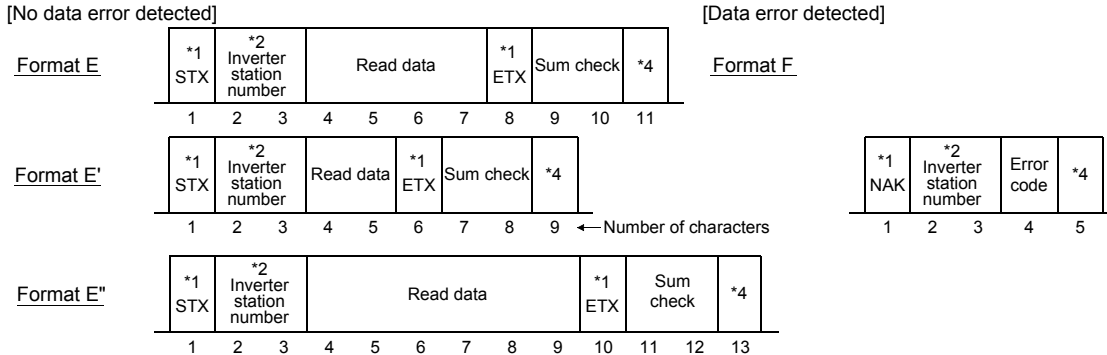 [No data error detected]
[Data error detected]
Format E
*1
STX
*2
Inverter
station
number
Read data
*1
ETX
Sum check
*4
Format F
1 2 3 4 5 6 7 8 9 10 11
Format E'
*1
STX
*2
Inverter
station
number
Read data
*1
ETX
Sum check
*4
*1
NAK
*2
Inverter
station
number
Error
code
*4
1 2 3 4 5 6 7 8 9 ←Number of characters
1 2 3 4 5
Format E"
*1
STX
*2
Inverter
station
number
Read data
*1
ETX
Sum
check
*4
1 2 3 4 5 6 7 8 9 10 11 12 13